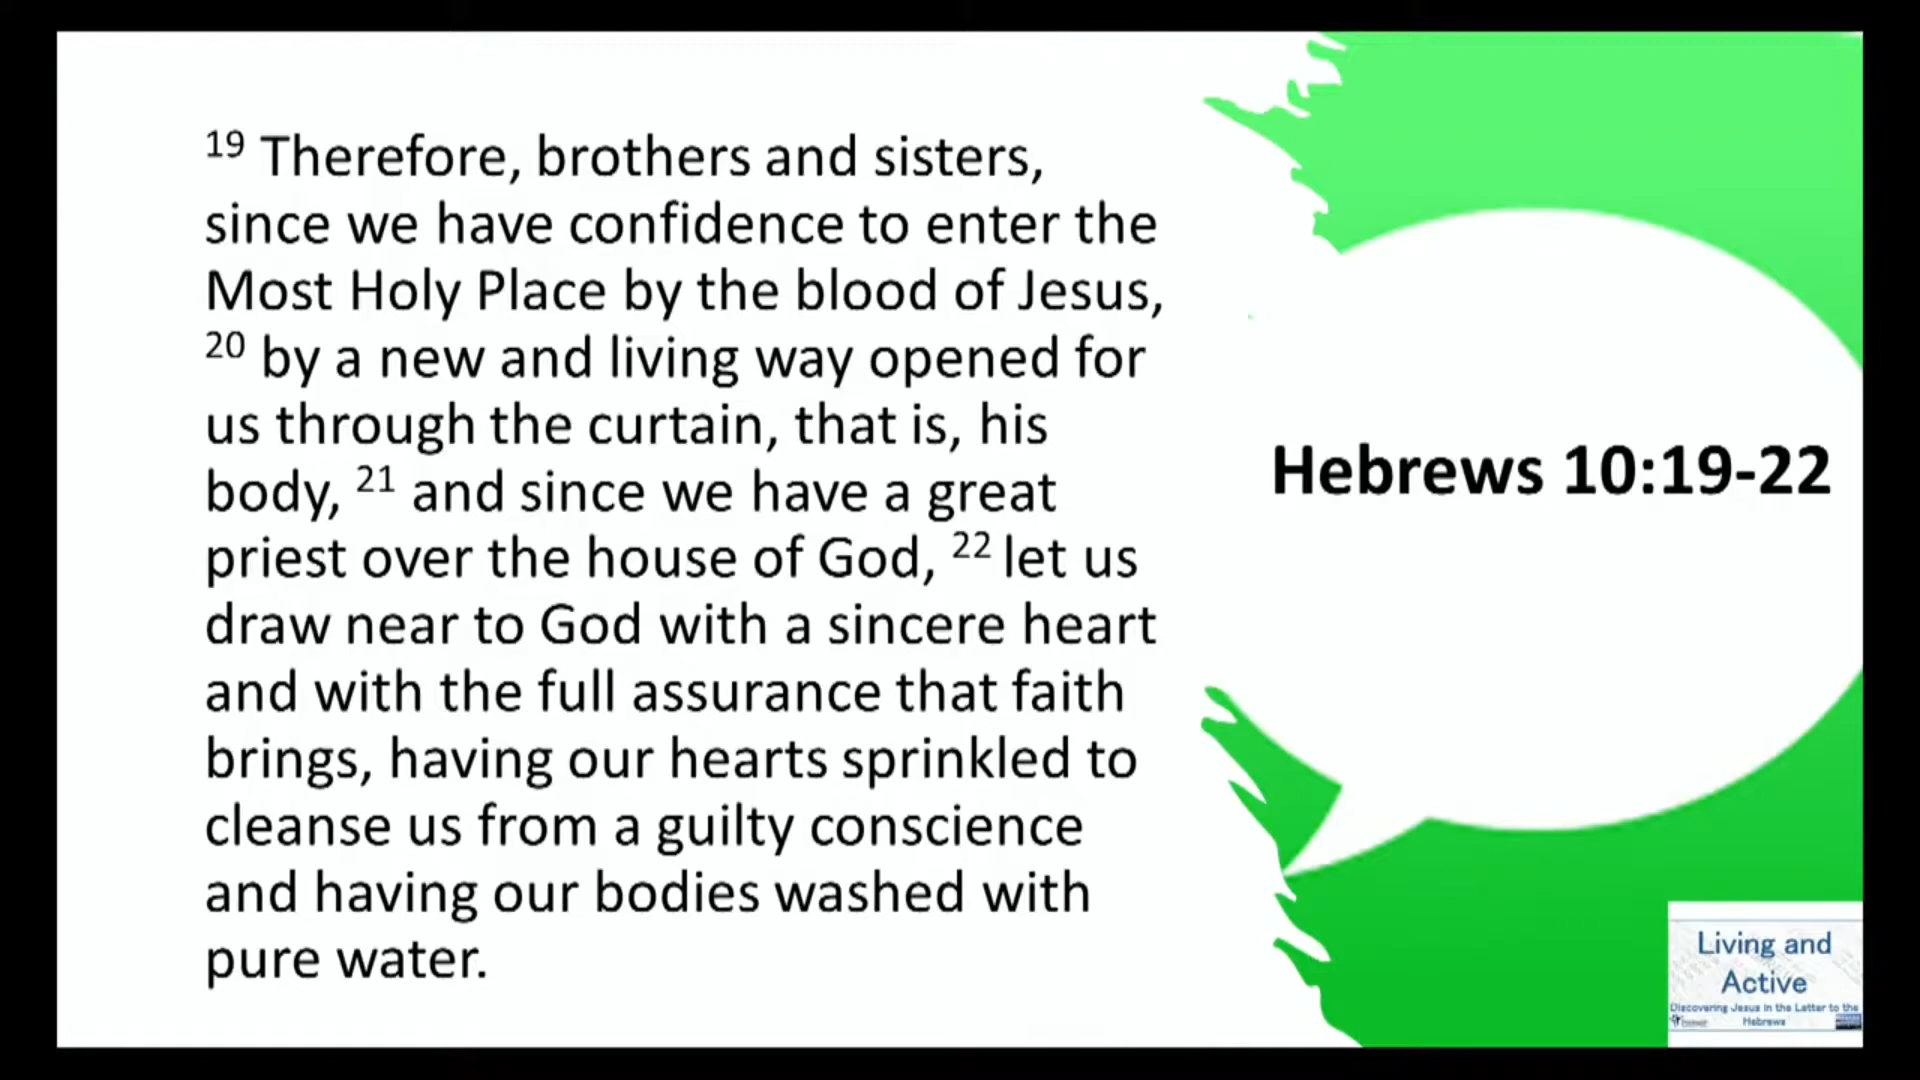 19 Therefore, brothers and sisters,
since we have confidence to enter the
Most Holy Place by the blood of Jesus,
20 by a new and living way opened for
us through the curtain, that is, his
body, 21 and since we have a great
priest over the house of God, 22 let us
draw near to God with a sincere heart
and with the full assurance that faith
brings, having our hearts sprinkled to
cleanse us from a guilty conscience
and having our bodies washed with
pure water.
Hebrews 10:19-22
Living and
Active
Discovering Jesus in the Letter to the
Hebrews